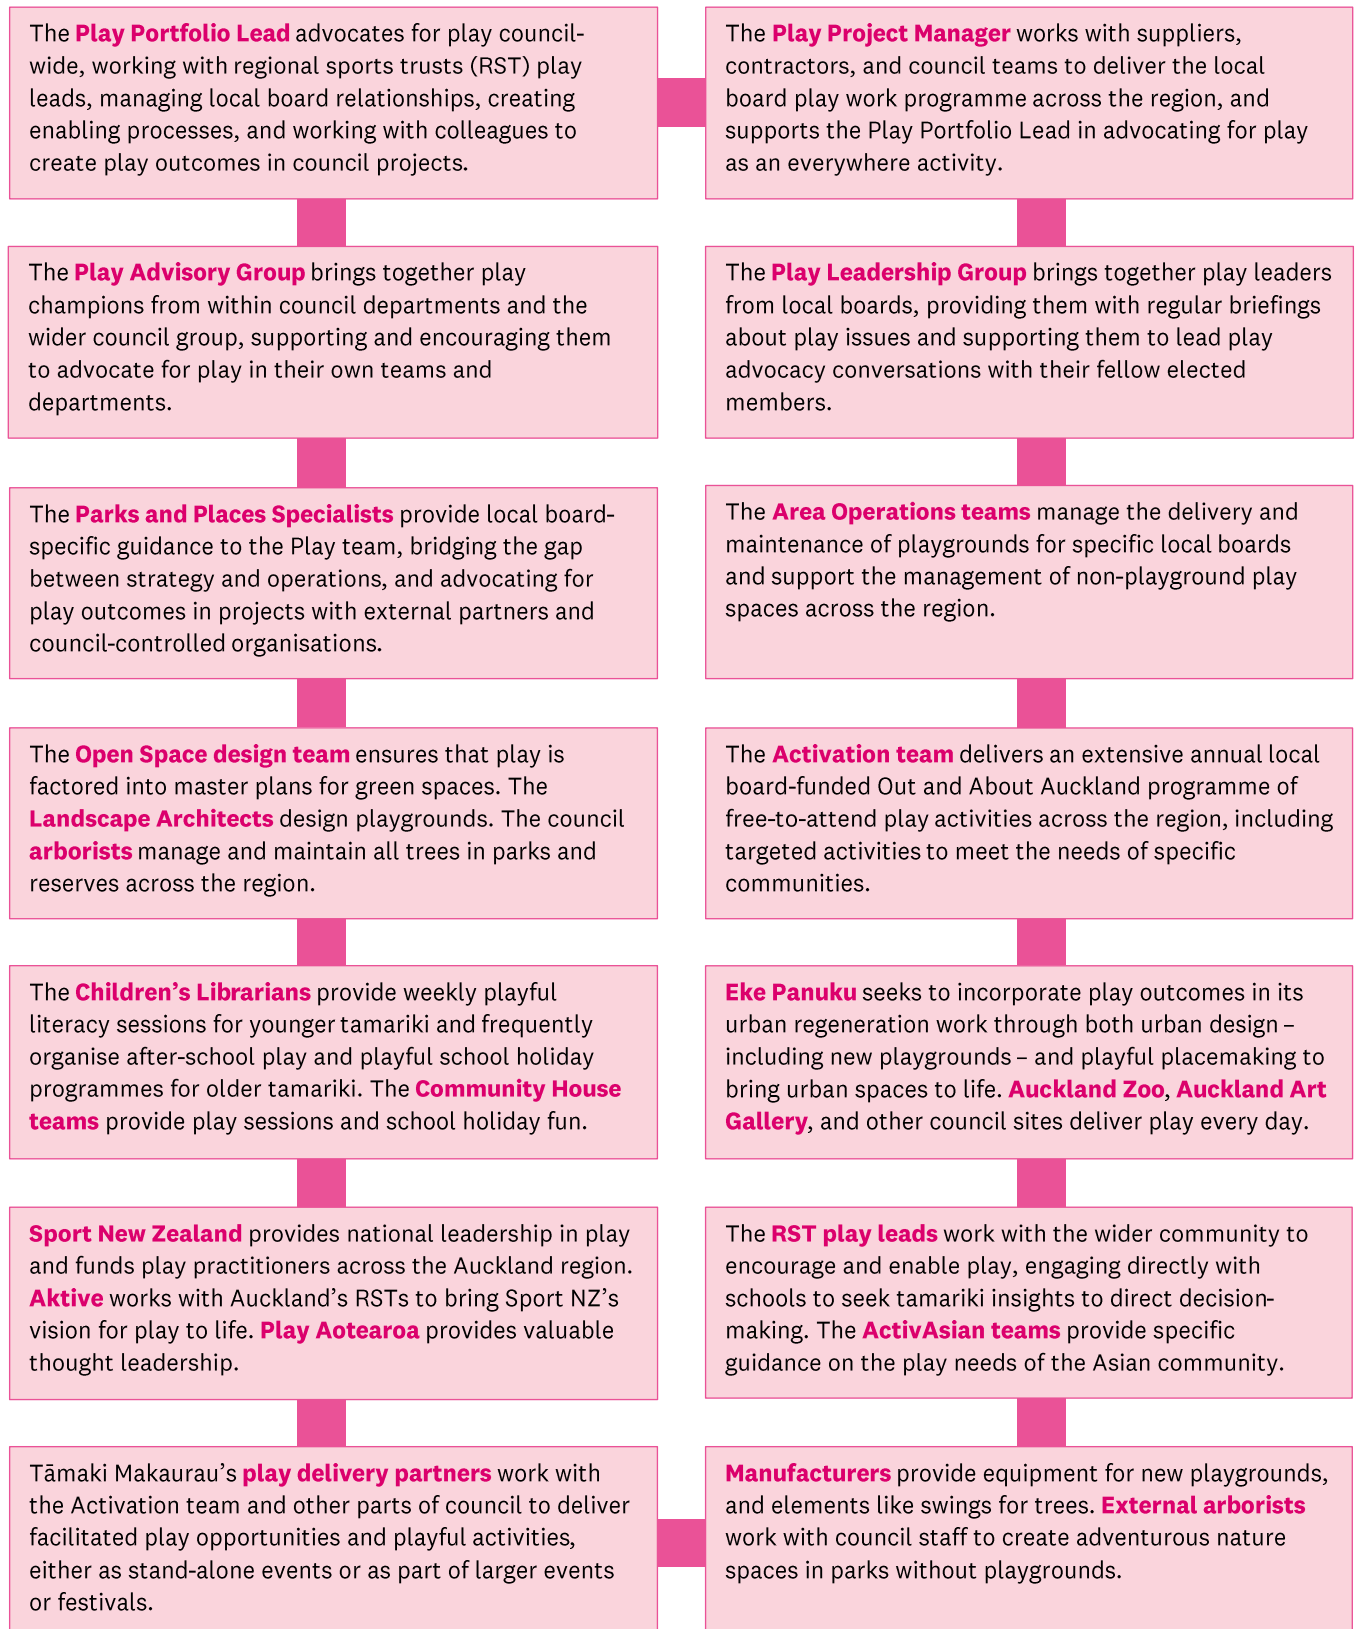 The Play Portfolio Lead advocates for play council-
wide, working with regional sports trusts (RST) play
leads, managing local board relationships, creating
enabling processes, and working with colleagues to
create play outcomes in council projects.
The Play Project Manager works with suppliers,
contractors, and council teams to deliver the local
board play work programme across the region, and
supports the Play Portfolio Lead in advocating for play
as an everywhere activity.
The Play Advisory Group brings together play
champions from within council departments and the
wider council group, supporting and encouraging them
to advocate for play in their own teams and
departments.
The Play Leadership Group brings together play leaders
from local boards, providing them with regular briefings
about play issues and supporting them to lead play
advocacy conversations with their fellow elected
members.
The Parks and Places Specialists provide local board-
specific guidance to the Play team, bridging the gap
between strategy and operations, and advocating for
play outcomes in projects with external partners and
council-controlled organisations.
The Area Operations teams manage the delivery and
maintenance of playgrounds for specific local boards
and support the management of non-playground play
spaces across the region.
The Open Space design team ensures that play is
factored into master plans for green spaces. The
Landscape Architects design playgrounds. The council
arborists manage and maintain all trees in parks and
reserves across the region.
The Activation team delivers an extensive annual local
board-funded Out and About Auckland programme of
free-to-attend play activities across the region, including
targeted activities to meet the needs of specific
communities.
The Children's Librarians provide weekly playful
literacy sessions for younger tamariki and frequently
organise after-school play and playful school holiday
programmes for older tamariki. The Community House
teams provide play sessions and school holiday fun.
Eke Panuku seeks to incorporate play outcomes in its
urban regeneration work through both urban design –
including new playgrounds – and playful placemaking to
bring urban spaces to life. Auckland Zoo, Auckland Art
Gallery, and other council sites deliver play every day.
Sport New Zealand provides national leadership in play
and funds play practitioners across the Auckland region.
Aktive works with Auckland's RSTs to bring Sport NZ's
vision for play to life. Play Aotearoa provides valuable
thought leadership.
The RST play leads work with the wider community to
encourage and enable play, engaging directly with
schools to seek tamariki insights to direct decision-
making. The ActivAsian teams provide specific
guidance on the play needs of the Asian community.
Tāmaki Makaurau's play delivery partners work with
the Activation team and other parts of council to deliver
facilitated play opportunities and playful activities,
either as stand-alone events or as part of larger events
or festivals.
Manufacturers provide equipment for new playgrounds,
and elements like swings for trees. External arborists
work with council staff to create adventurous nature
spaces in parks without playgrounds.